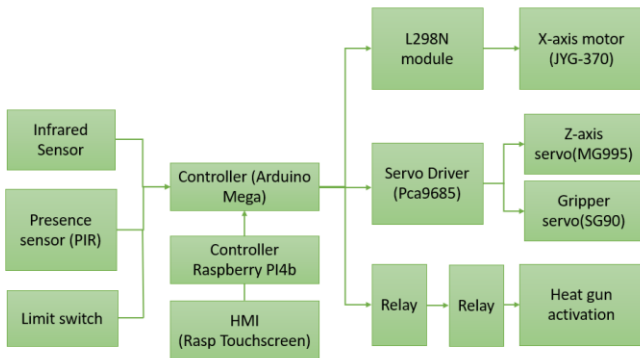 L298N
module
X-axis motor
(JYG-370)
Infrared
Sensor
Controller (Arduino
Mega)
Servo Driver
(Pca9685)
Z-axis
servo(MG995)
Presence
sensor (PIR)
Gripper
servo(SG90)
Controller
Raspberry PI4b
Limit switch
HMI
(Rasp Touchscreen)
Relay
Relay
Heat gun
activation